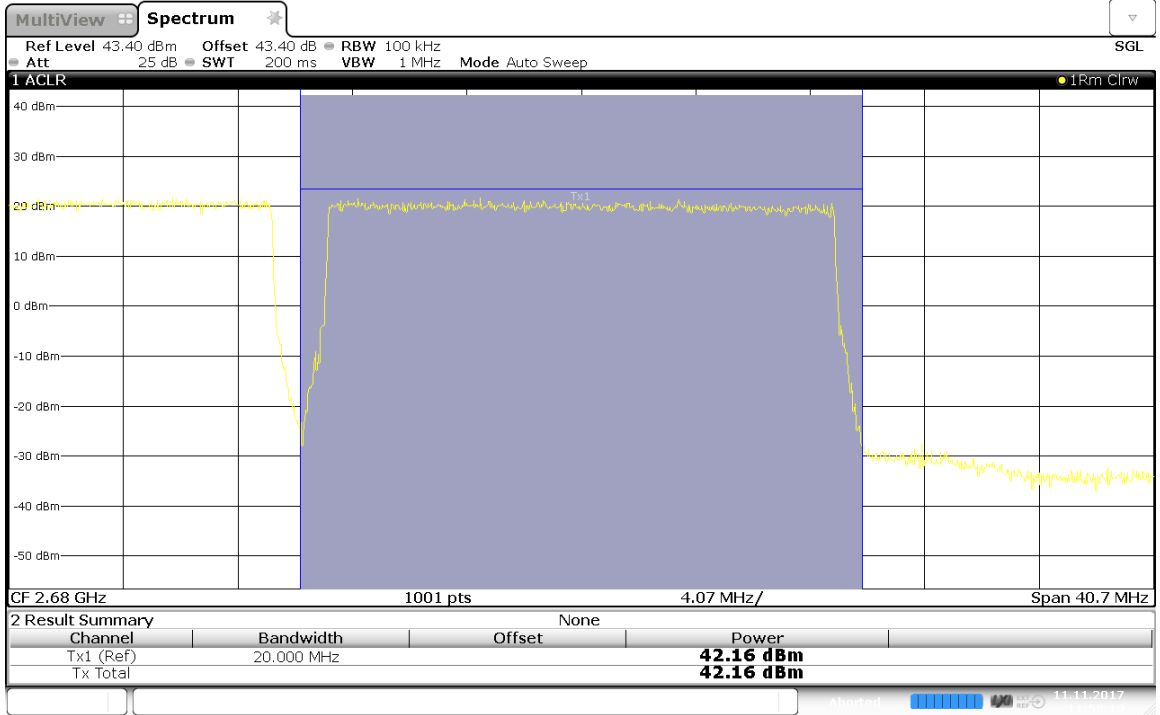 MultiView Spectrum
Ref Level 43.40 dBm Offset 43.40 dB RBW 100 kHz SGL
Att 25 dB SWT 200 ms VBW 1 MHz Mode Auto Sweep
1 ACLR 1Rm Clrw
40 dBm
30 dBm
Tx1
20 dBm
10 dBm
0 dBm
-10 dBm
-20 dBm
-30 dBm
-40 dBm
-50 dBm
CF 2.68 GHz 1001 pts 4.07 MHz/ Span 40.7 MHz
2 Result Summary None
Channel Bandwidth Offset Power
Tx1 (Ref) 20.000 MHz 42.16 dBm
Tx Total 42.16 dBm
Aborted LXI EXT REF 11.11.2017